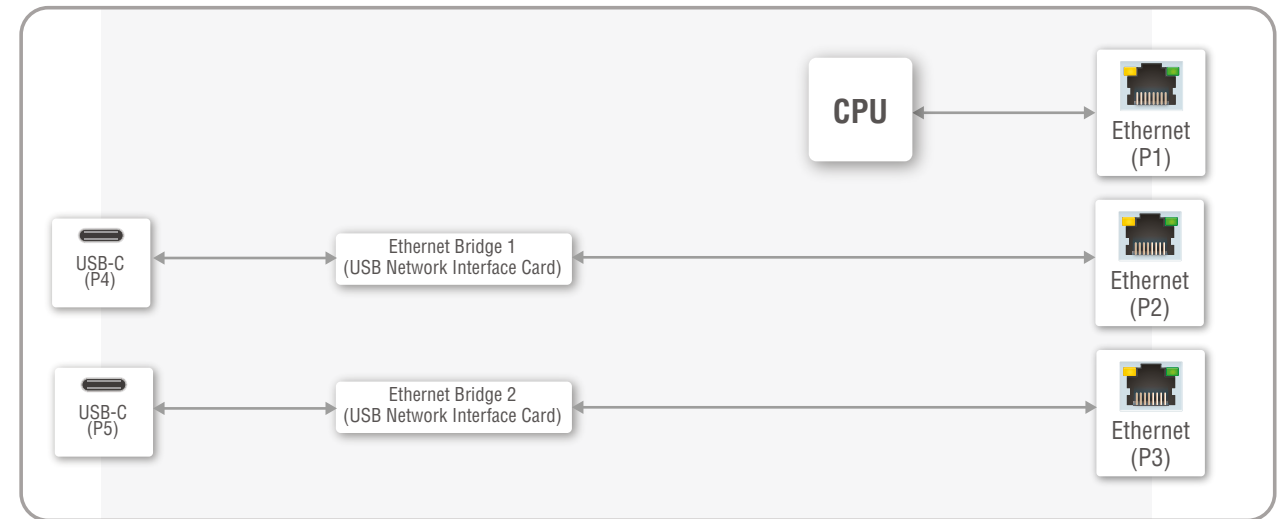 CPU
Ethernet
(P1)
USB-C
(P4)
Ethernet Bridge 1
(USB Network Interface Card)
Ethernet
(P2)
USB-C
(P5)
Ethernet Bridge 2
(USB Network Interface Card)
Ethernet
(P3)